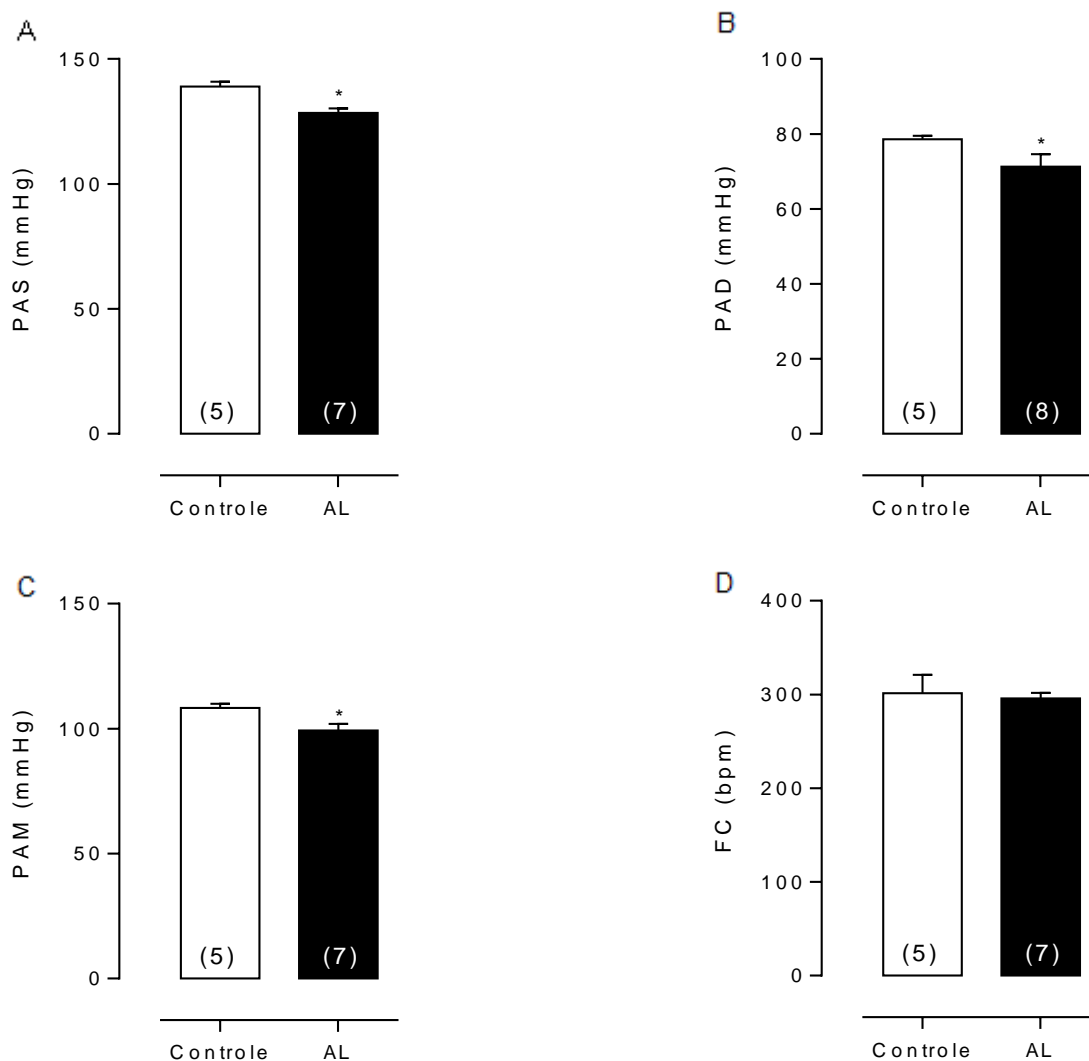 A
PAS (mmHg)
150
100
50
0
(5)
(7)
*
Controle
AL
B
PAD (mmHg)
100
80
60
40
20
0
(5)
(8)
*
Controle
AL
C
PAM (mmHg)
150
100
50
0
(5)
(7)
*
Controle
AL
D
FC (bpm)
400
300
200
100
0
(5)
(7)
Controle
AL